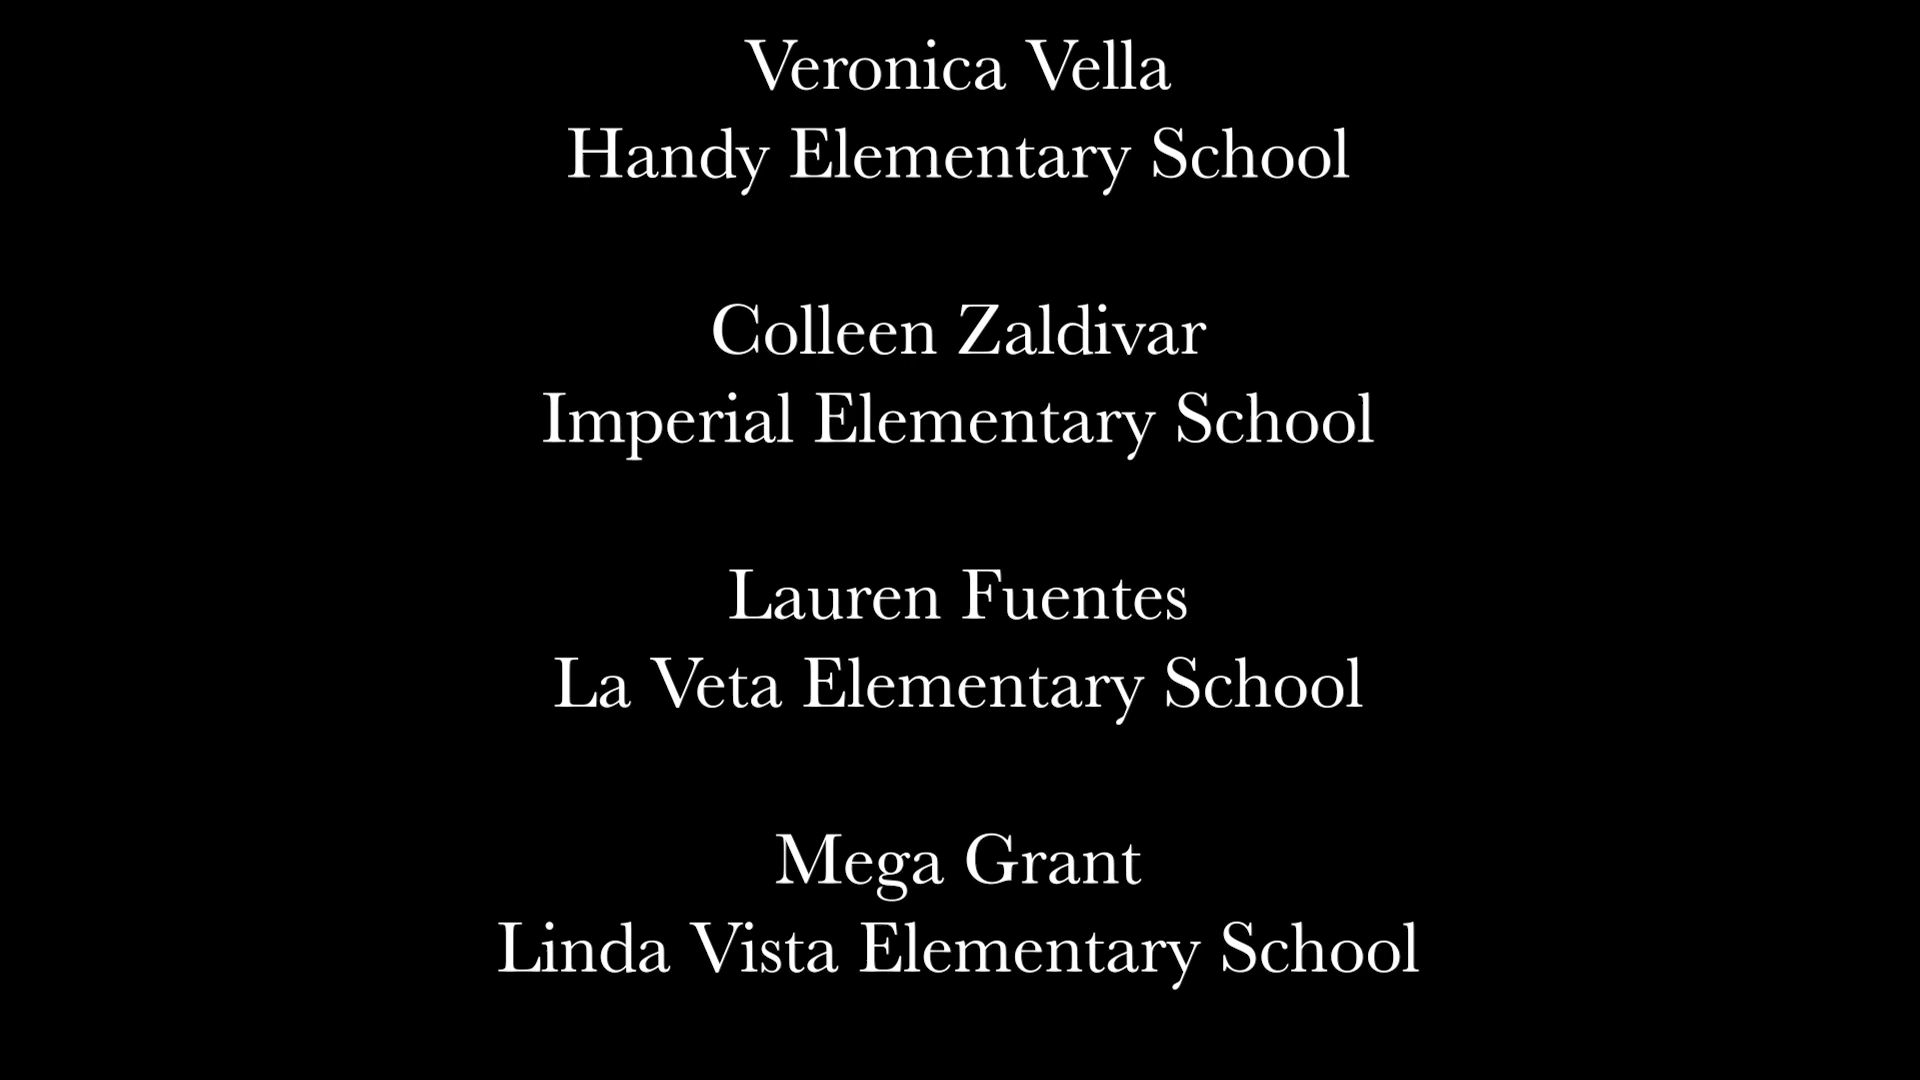 Veronica Vella
Handy Elementary School
Colleen Zaldivar
Imperial Elementary School
Lauren Fuentes
La Veta Elementary School
Mega Grant
Linda Vista Elementary School